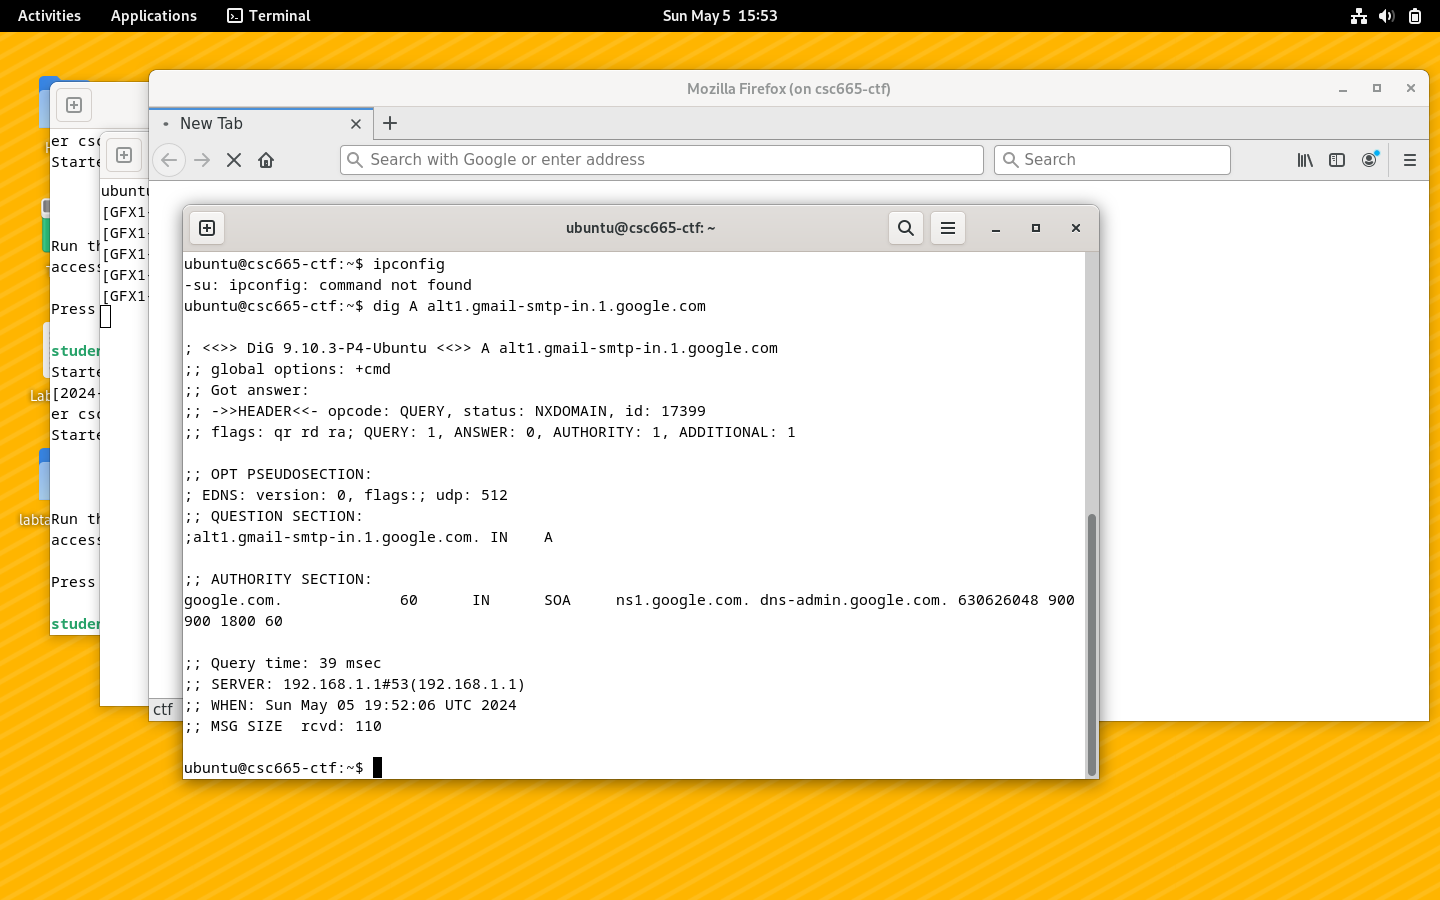 Activities Applications Terminal Sun May 5 15:53
Mozilla Firefox (on csc665-ctf)
New Tab
Search with Google or enter address Search
er csc
Starte
Run th
access
Press
studen
Starte
[2024-
er csc
Starte
Run th
access
Press
studen
ubuntu
[GFX1-
[GFX1-
[GFX1-
[GFX1-
[GFX1-
Lab
labta
ctf
ubuntu@csc665-ctf: ~
ubuntu@csc665-ctf:~$ ipconfig
-su: ipconfig: command not found
ubuntu@csc665-ctf:~$ dig A alt1.gmail-smtp-in.1.google.com
; <<>> DiG 9.10.3-P4-Ubuntu <<>> A alt1.gmail-smtp-in.1.google.com
;; global options: +cmd
;; Got answer:
;; ->>HEADER<<- opcode: QUERY, status: NXDOMAIN, id: 17399
;; flags: qr rd ra; QUERY: 1, ANSWER: 0, AUTHORITY: 1, ADDITIONAL: 1
;; OPT PSEUDOSECTION:
; EDNS: version: 0, flags:; udp: 512
;; QUESTION SECTION:
;alt1.gmail-smtp-in.1.google.com. IN A
;; AUTHORITY SECTION:
google.com. 60 IN SOA ns1.google.com. dns-admin.google.com. 630626048 900
900 1800 60
;; Query time: 39 msec
;; SERVER: 192.168.1.1#53(192.168.1.1)
;; WHEN: Sun May 05 19:52:06 UTC 2024
;; MSG SIZE rcvd: 110
ubuntu@csc665-ctf:~$